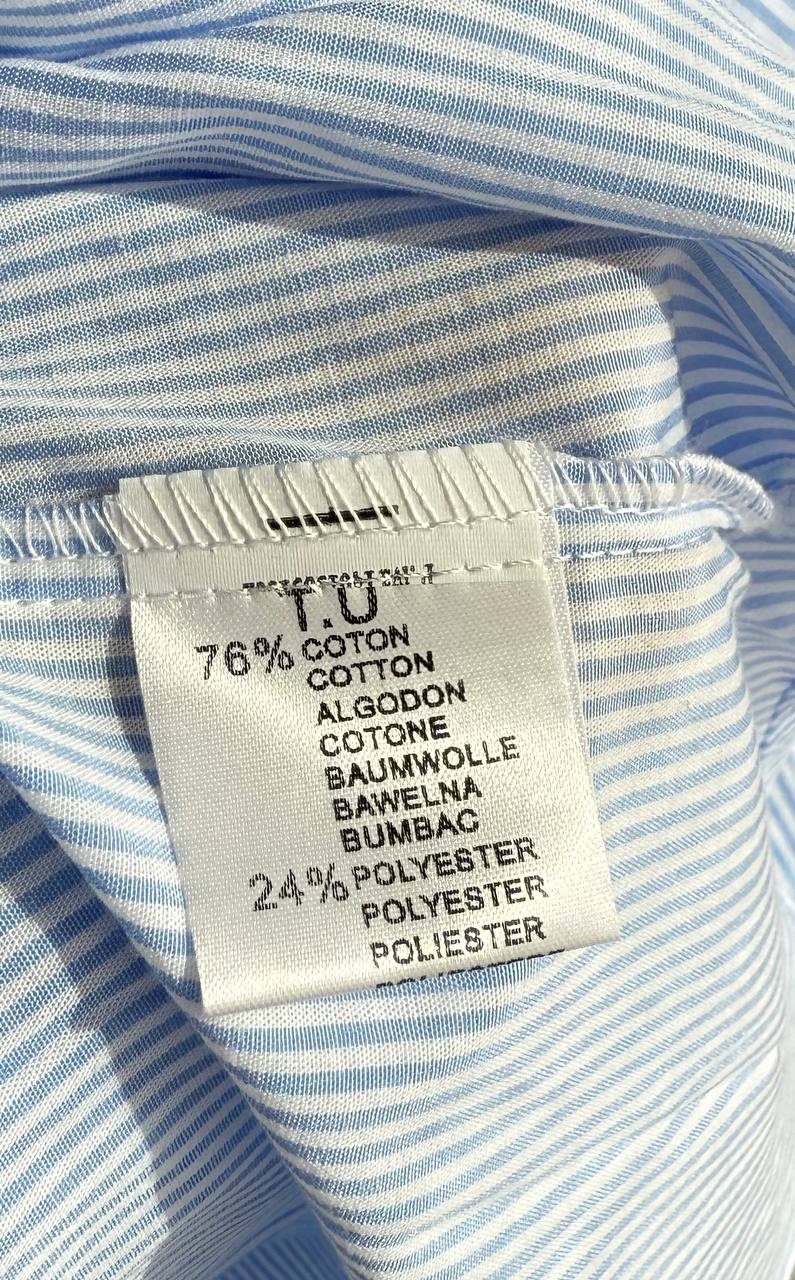 T.U
76% COTON
COTTON
ALGODON
COTONE
BAUMWOLLE
BAWELNA
BUMBAC
24% POLYESTER
POLYESTER
POLIESTER